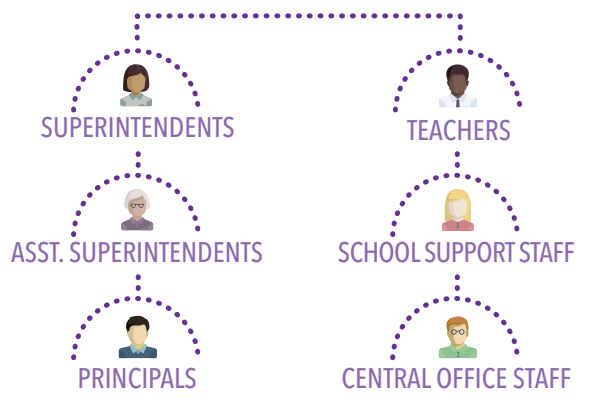 SUPERINTENDENTS
TEACHERS
ASST. SUPERINTENDENTS
SCHOOL SUPPORT STAFF
PRINCIPALS
CENTRAL OFFICE STAFF